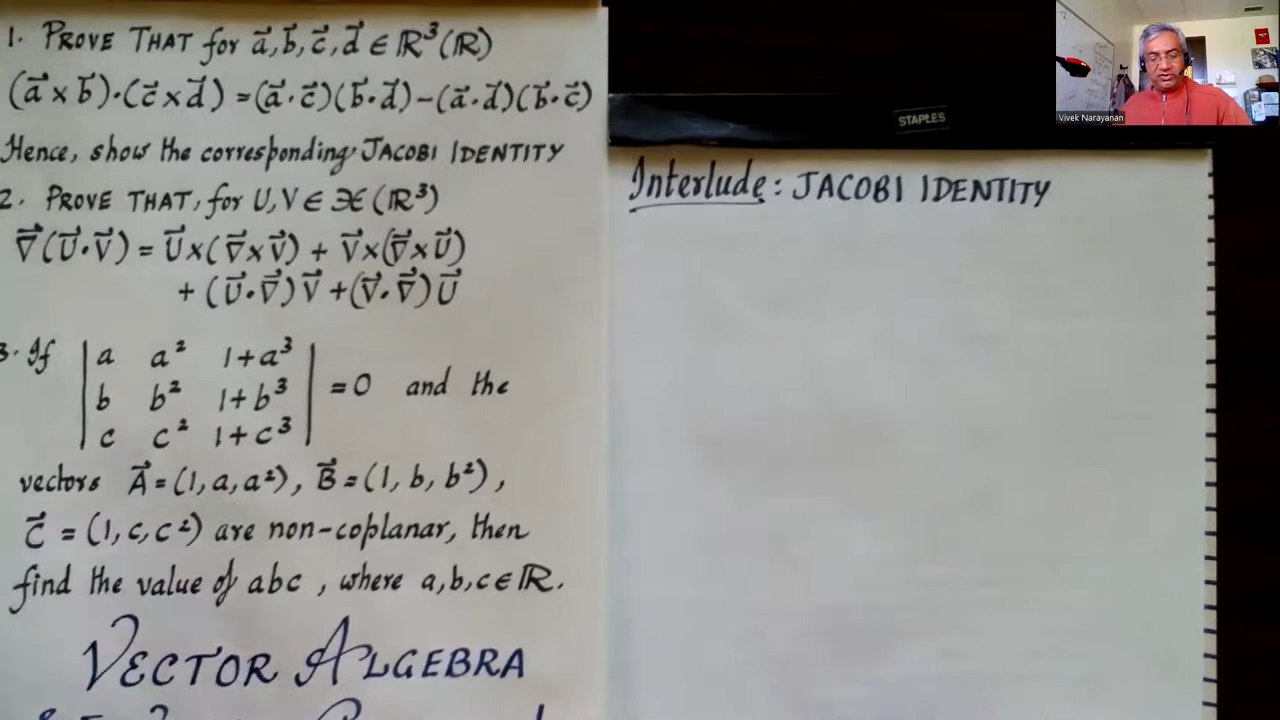 1. PROVE THAT for a⃗, b⃗, c⃗, d⃗ ∈ ℝ³(ℝ)
(a⃗ × b⃗)·(c⃗ × d⃗) = (a⃗·c⃗)(b⃗·d⃗) − (a⃗·d⃗)(b⃗·c⃗)
Hence, show the corresponding JACOBI IDENTITY
2. PROVE THAT, for U, V ∈ 𝔛(ℝ³)
∇⃗(U⃗·V⃗) = U⃗×(∇⃗×V⃗) + V⃗×(∇⃗×U⃗)
+ (U⃗·∇⃗)V⃗ + (V⃗·∇⃗)U⃗
3. If | a a² 1+a³ |
| b b² 1+b³ | = 0 and the
| c c² 1+c³ |
vectors A⃗ = (1, a, a²), B⃗ = (1, b, b²),
C⃗ = (1, c, c²) are non-coplanar, then
find the value of abc, where a, b, c ∈ ℝ.
VECTOR ALGEBRA
STAPLES
Interlude: JACOBI IDENTITY
Vivek Narayanan